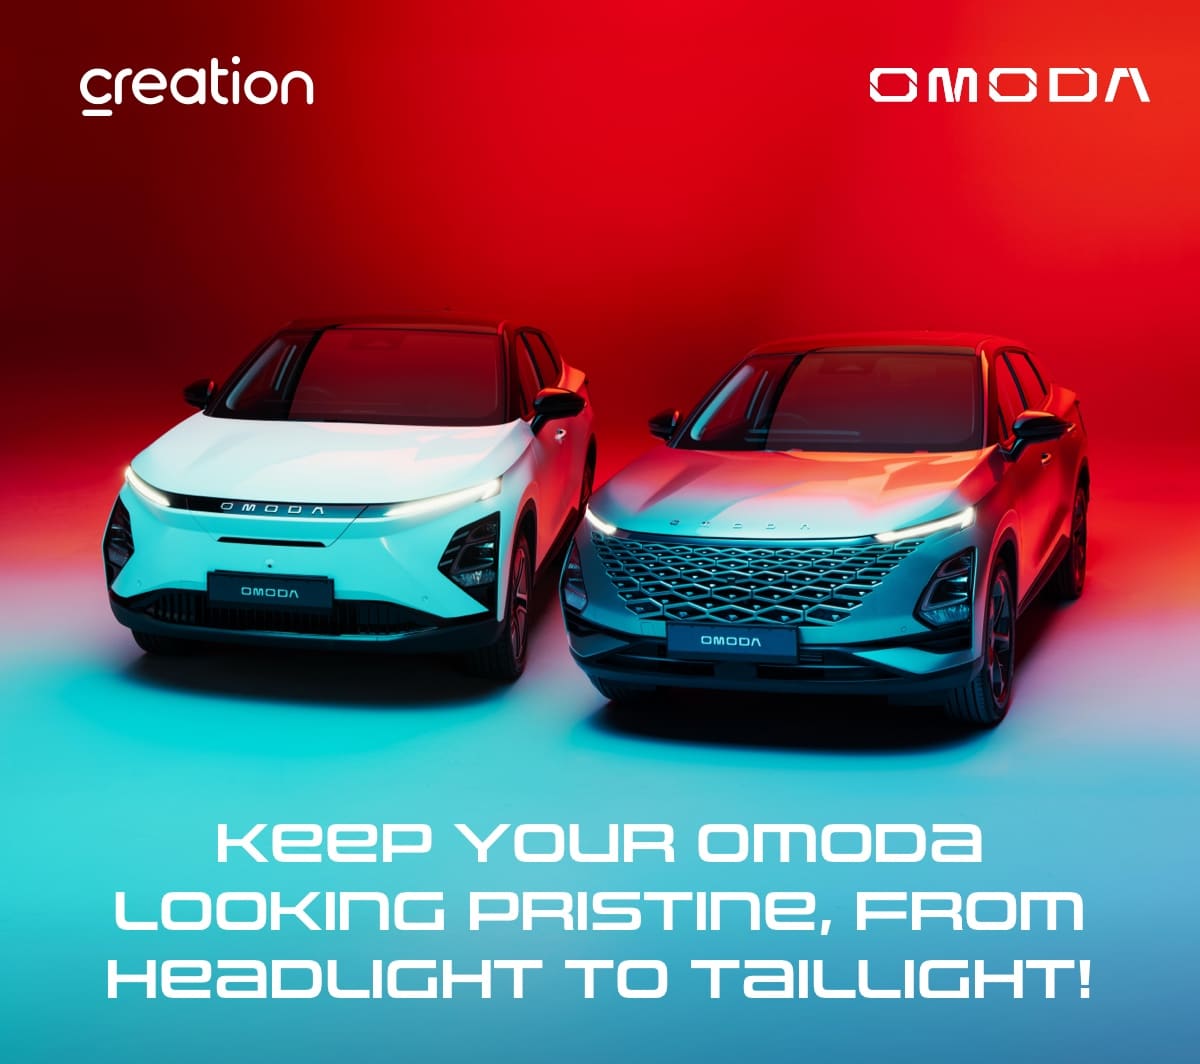 creation
OMODA
OMODA
OMODA
OMODA
OMODA
KEEP YOUR OMODA
LOOKING PRISTINE, FROM
HEADLIGHT TO TAILLIGHT!